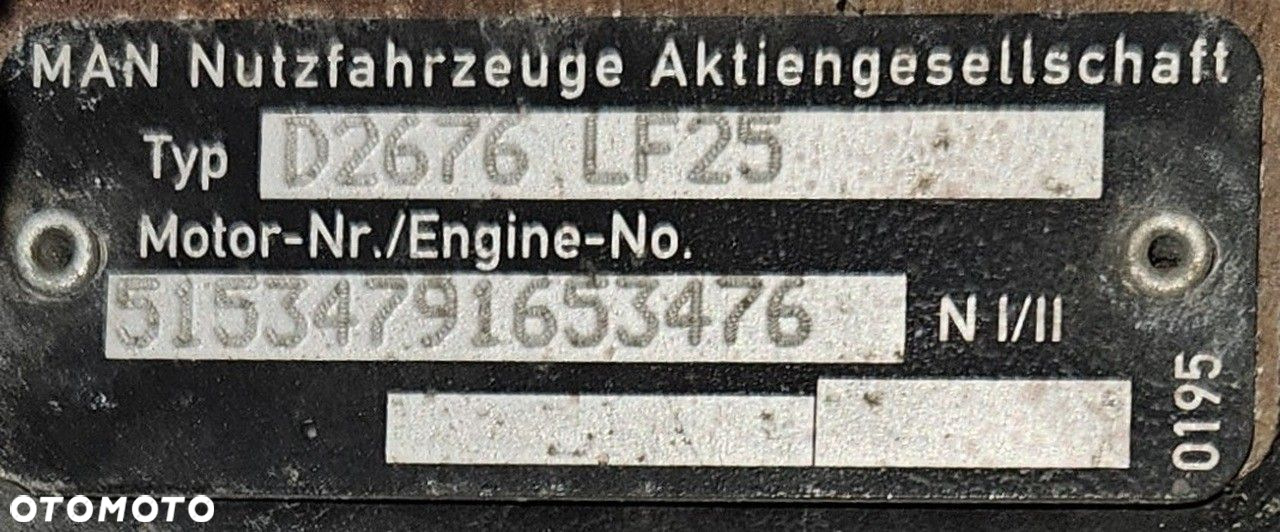 MAN Nutzfahrzeuge Aktiengesellschaft
Typ D2676 LF25
Motor-Nr./Engine-No.
51534791653476 N I/II
0195
OTOMOTO